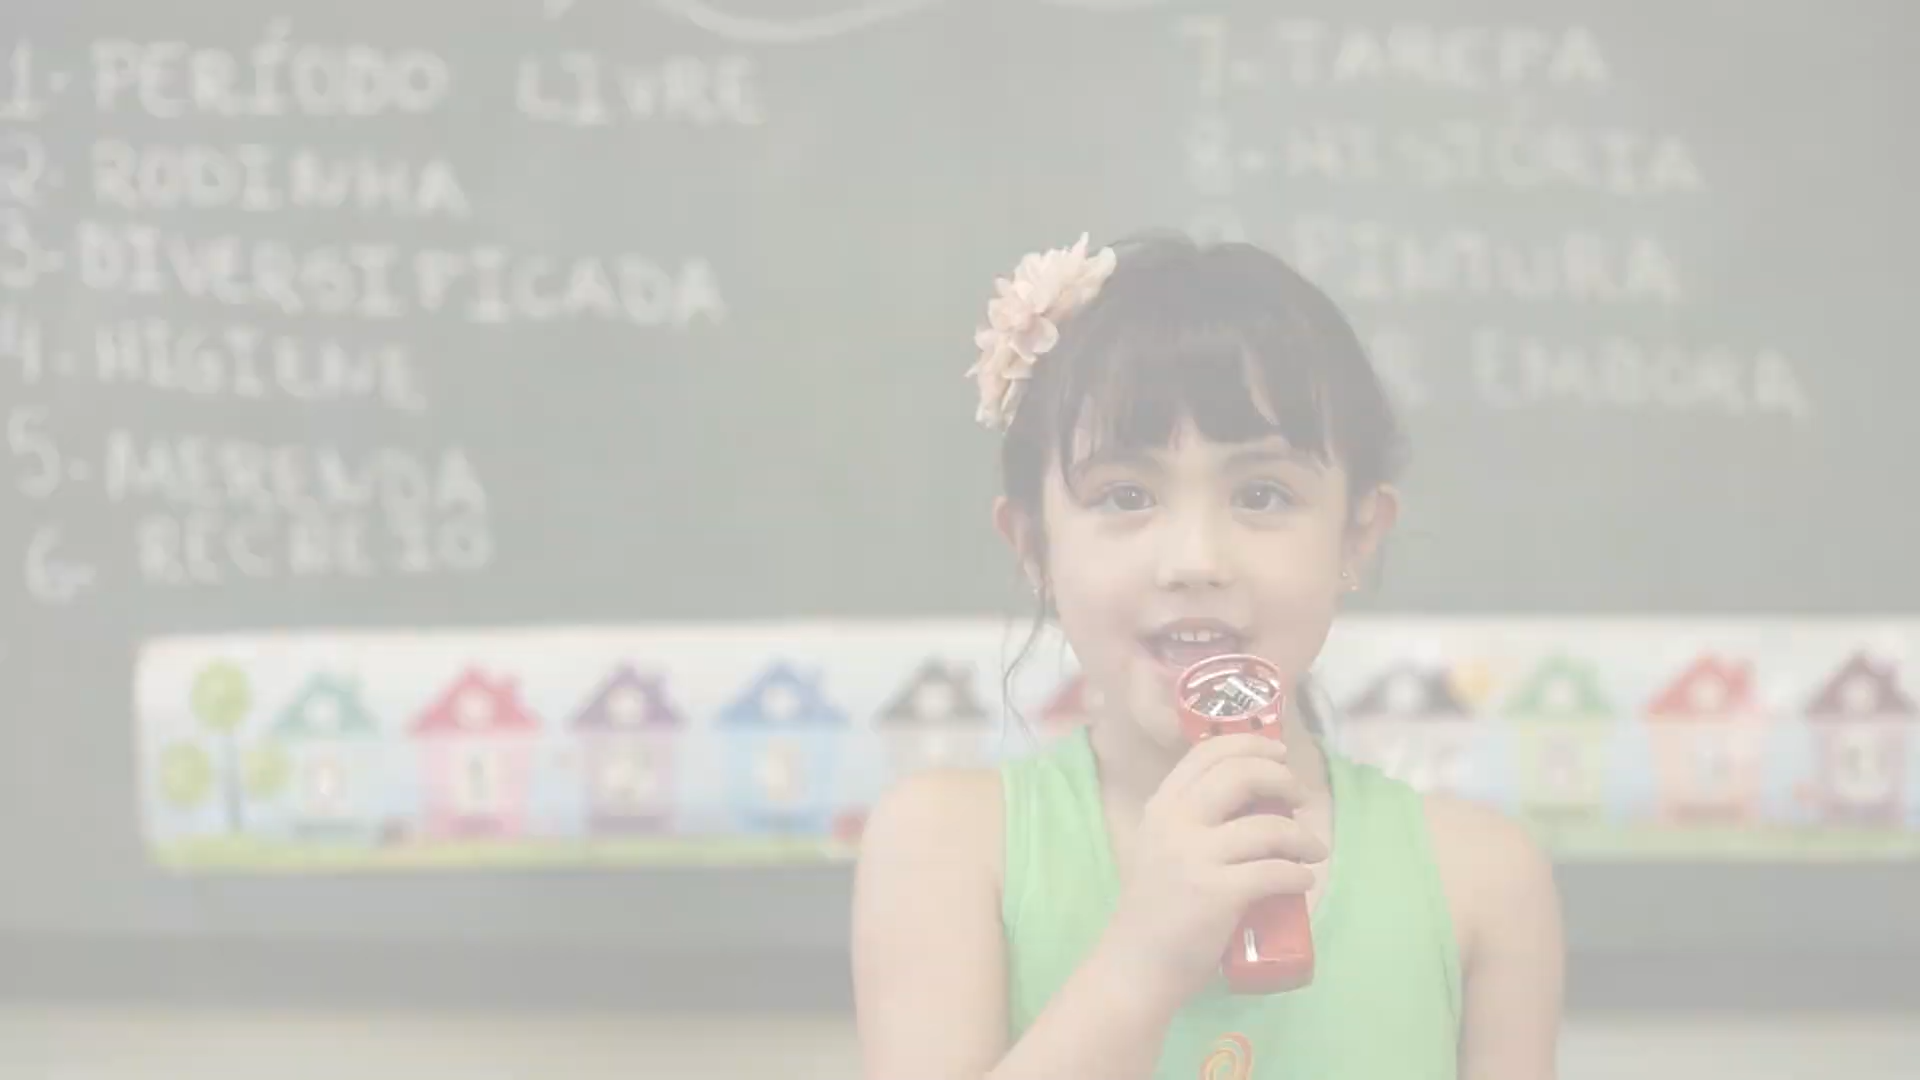 1- PERÍODO LIVRE
2- RODINHA
3- DIVERSIFICADA
4- HIGIENE
5- MERENDA
6- RECREIO
7- TAREFA
8- HISTÓRIA
PINTURA
EMBORA